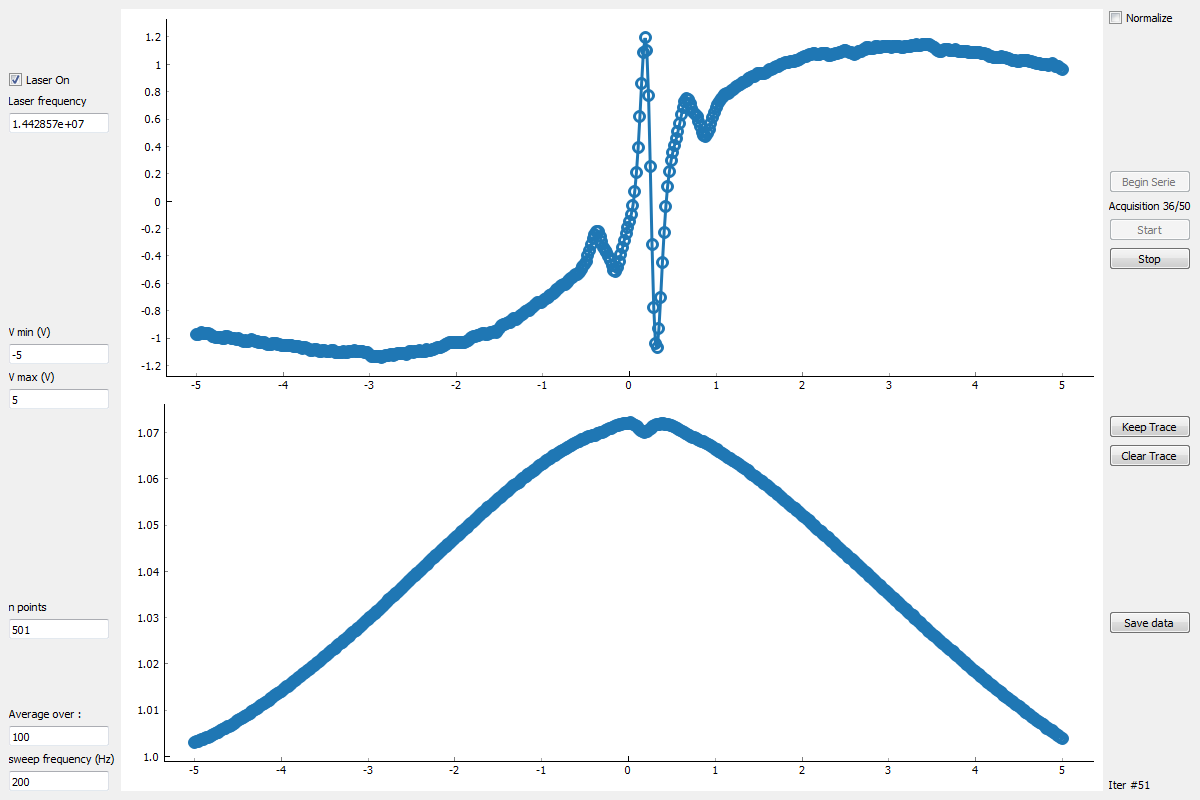 Laser On
Laser frequency
1.442857e+07
V min (V)
-5
V max (V)
5
n points
501
Average over :
100
sweep frequency (Hz)
200
1.2
1
0.8
0.6
0.4
0.2
0
-0.2
-0.4
-0.6
-0.8
-1
-1.2
-5 -4 -3 -2 -1 0 1 2 3 4 5
1.07
1.06
1.05
1.04
1.03
1.02
1.01
1.0
-5 -4 -3 -2 -1 0 1 2 3 4 5
Normalize
Begin Serie
Acquisition 36/50
Start
Stop
Keep Trace
Clear Trace
Save data
Iter #51